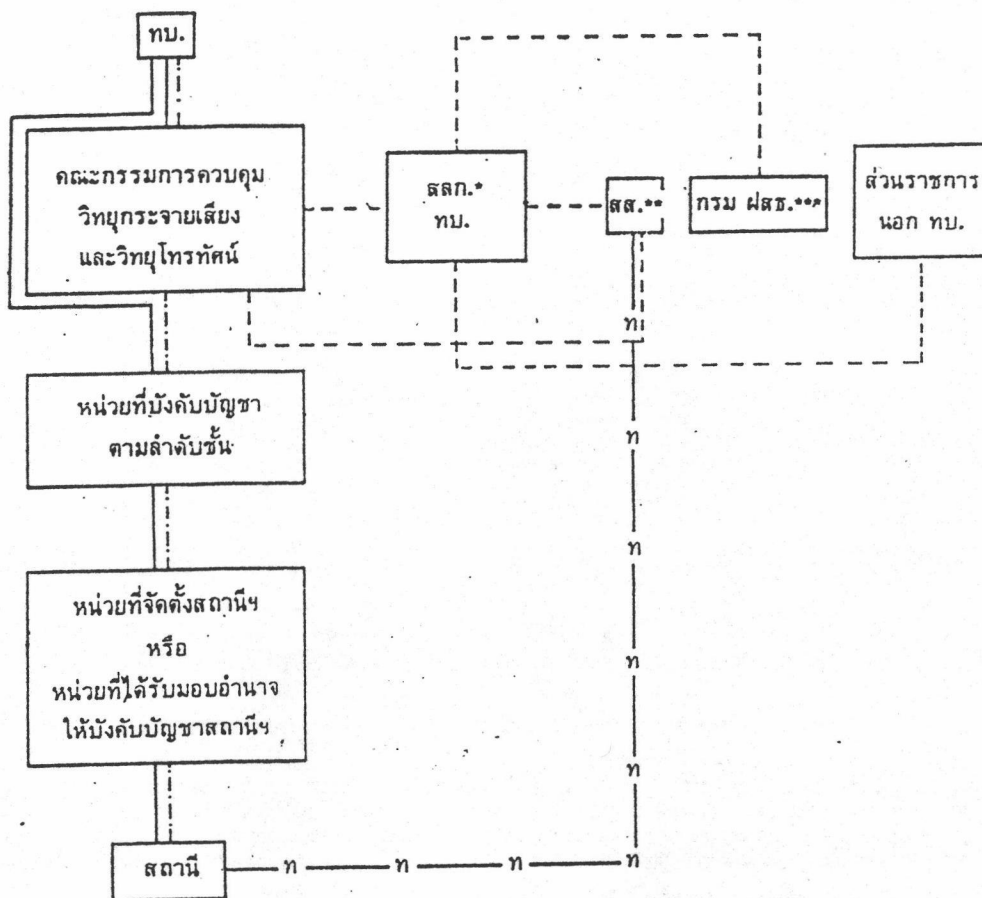 ทบ.
คณะกรรมการควบคุม
วิทยุกระจายเสียง
และวิทยุโทรทัศน์
สลก.*
ทบ.
สส.**
กรม ฝสธ.***
ส่วนราชการ
นอก ทบ.
หน่วยที่บังคับบัญชา
ตามลำดับชั้น
หน่วยที่จัดตั้งสถานีฯ
หรือ
หน่วยที่ได้รับมอบอำนาจ
ให้บังคับบัญชาสถานีฯ
สถานี
ท
ท
ท
ท
ท
ท
ท
ท
ท